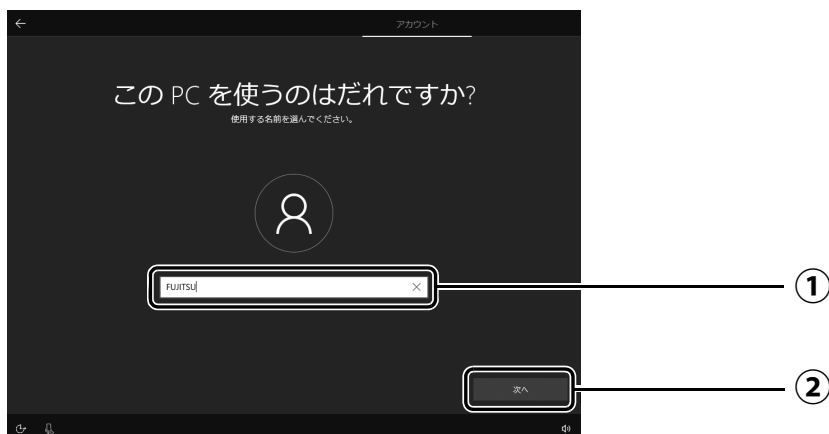 アカウント
この PC を使うのはだれですか?
使用する名前を選んでください。
FUJITSU
①
次へ
②